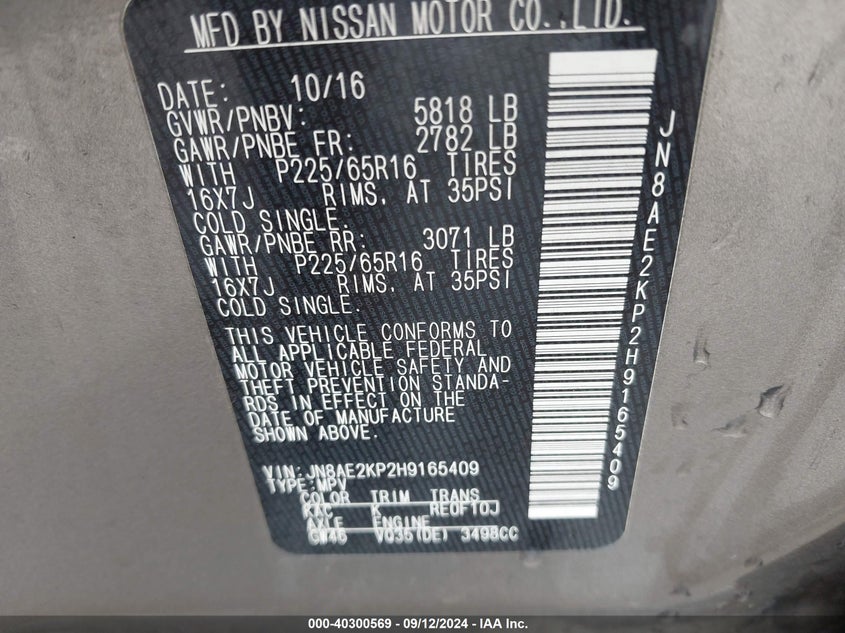 MFD BY NISSAN MOTOR CO.,LTD.
DATE: 10/16
GVWR/PNBV: 5818 LB
GAWR/PNBE FR: 2782 LB
WITH P225/65R16 TIRES
16X7J RIMS, AT 35PSI
COLD SINGLE.
GAWR/PNBE RR: 3071 LB
WITH P225/65R16 TIRES
16X7J RIMS, AT 35PSI
COLD SINGLE.
THIS VEHICLE CONFORMS TO
ALL APPLICABLE FEDERAL
MOTOR VEHICLE SAFETY AND
THEFT PREVENTION STANDA-
RDS IN EFFECT ON THE
DATE OF MANUFACTURE
SHOWN ABOVE.
VIN: JN8AE2KP2H9165409
TYPE: MPV
COLOR TRIM TRANS
KAC K RE0F10J
AXLE ENGINE
GW46 VQ35(DE) 3498CC
JN8AE2KP2H9165409
000-40300569 - 09/12/2024 - IAA Inc.